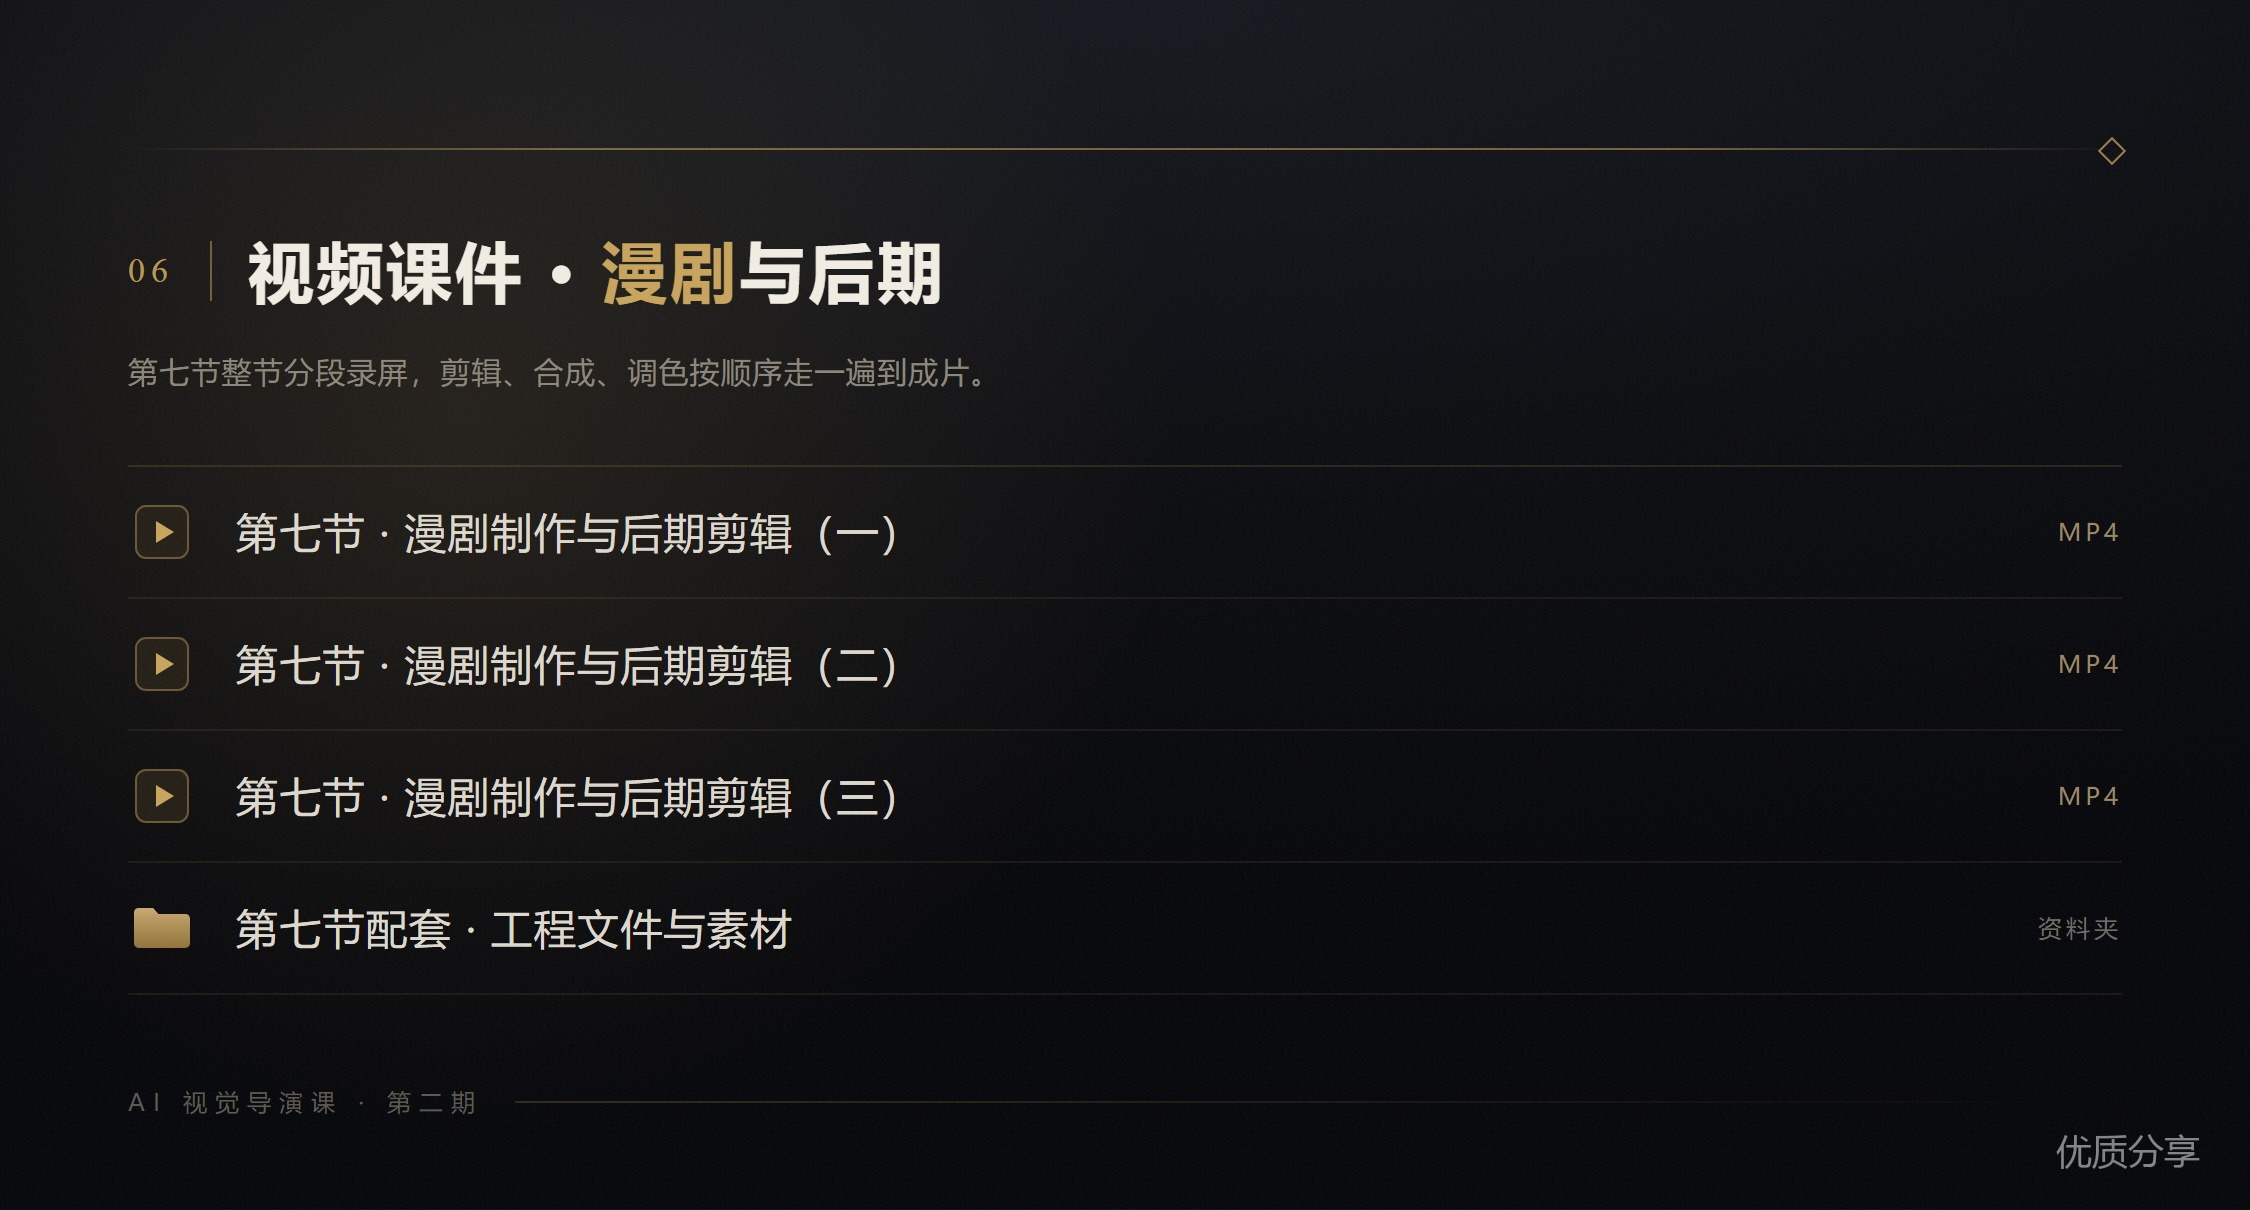 06
视频课件·漫剧与后期
第七节整节分段录屏，剪辑、合成、调色按顺序走一遍到成片。
第七节·漫剧制作与后期剪辑（一） MP4
第七节·漫剧制作与后期剪辑（二） MP4
第七节·漫剧制作与后期剪辑（三） MP4
第七节配套·工程文件与素材 资料夹
AI 视觉导演课 · 第二期
优质分享